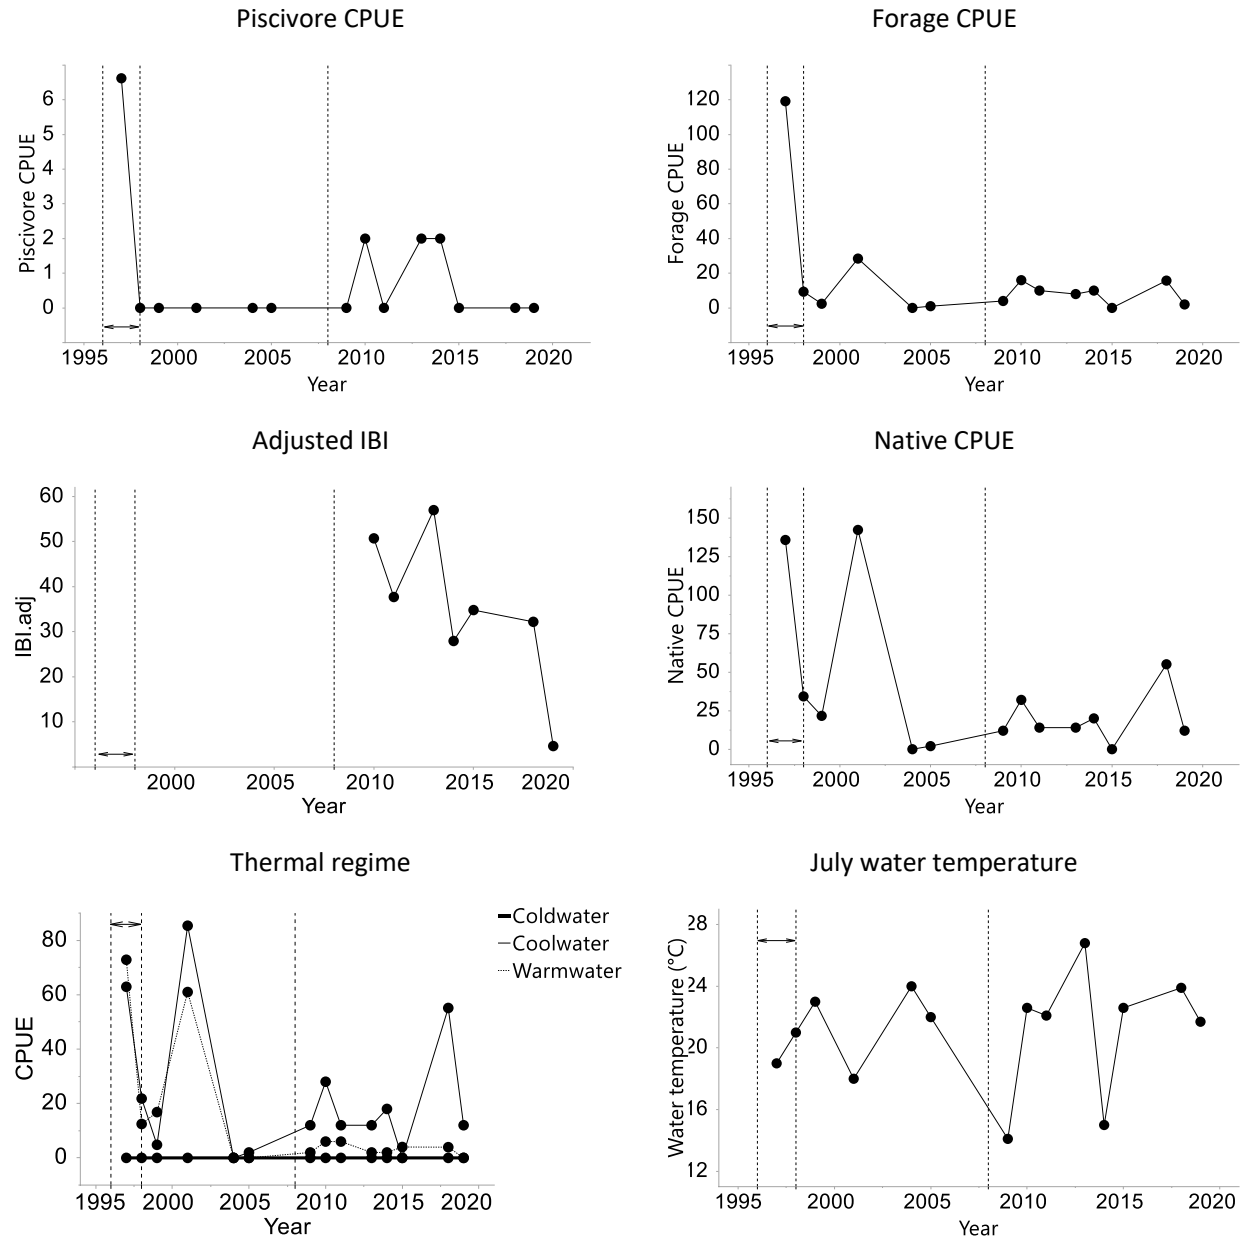 Piscivore CPUE
Forage CPUE
6
5
4
3
2
1
0
Piscivore CPUE
1995 2000 2005 2010 2015 2020
Year
120
100
80
60
40
20
0
Forage CPUE
1995 2000 2005 2010 2015 2020
Year
Adjusted IBI
Native CPUE
60
50
40
30
20
10
IBI.adj
2000 2005 2010 2015 2020
Year
150
125
100
75
50
25
0
Native CPUE
1995 2000 2005 2010 2015 2020
Year
Thermal regime
July water temperature
80
60
40
20
0
CPUE
1995 2000 2005 2010 2015 2020
Year
Coldwater
Coolwater
Warmwater
28
24
20
16
12
Water temperature (°C)
1995 2000 2005 2010 2015 2020
Year